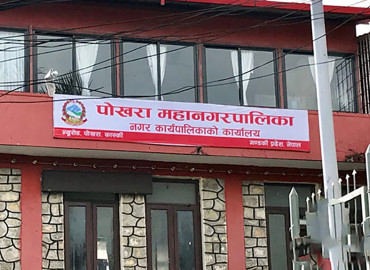 पोखरा महानगरपालिका
नगर कार्यपालिकाको कार्यालय
न्युरोड, पोखरा, कास्की
गण्डकी प्रदेश, नेपाल